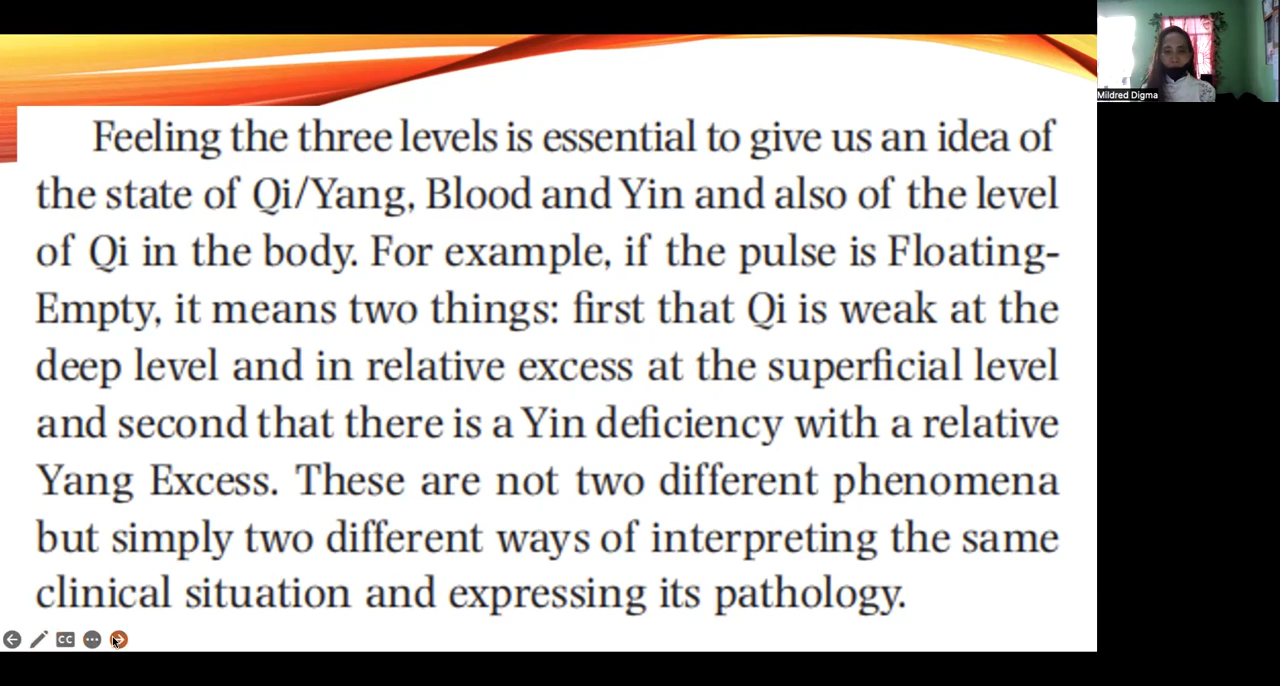 Feeling the three levels is essential to give us an idea of
the state of Qi/Yang, Blood and Yin and also of the level
of Qi in the body. For example, if the pulse is Floating-
Empty, it means two things: first that Qi is weak at the
deep level and in relative excess at the superficial level
and second that there is a Yin deficiency with a relative
Yang Excess. These are not two different phenomena
but simply two different ways of interpreting the same
clinical situation and expressing its pathology.
CC
Mildred Digma